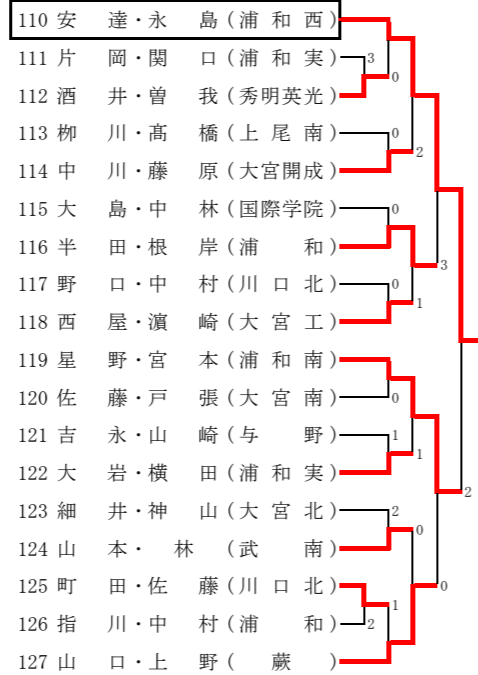 110 安　達・永　島（浦 和 西）
111 片　岡・関　口（浦 和 実） 3
0
112 酒　井・曽　我（秀明英光）
113 栁　川・髙　橋（上 尾 南） 0
2
114 中　川・藤　原（大宮開成）
115 大　島・中　林（国際学院） 0
116 半　田・根　岸（浦　　和）
3
117 野　口・中　村（川 口 北） 0
1
118 西　屋・濵　崎（大 宮 工）
119 星　野・宮　本（浦 和 南）
120 佐　藤・戸　張（大 宮 南） 0
121 吉　永・山　崎（与　　野） 1
1
122 大　岩・横　田（浦 和 実）
2
123 細　井・神　山（大 宮 北） 2
0
124 山　本・　林　（武　　南）
125 町　田・佐　藤（川 口 北）
0
1
126 指　川・中　村（浦　　和） 2
127 山　口・上　野（　蕨　）